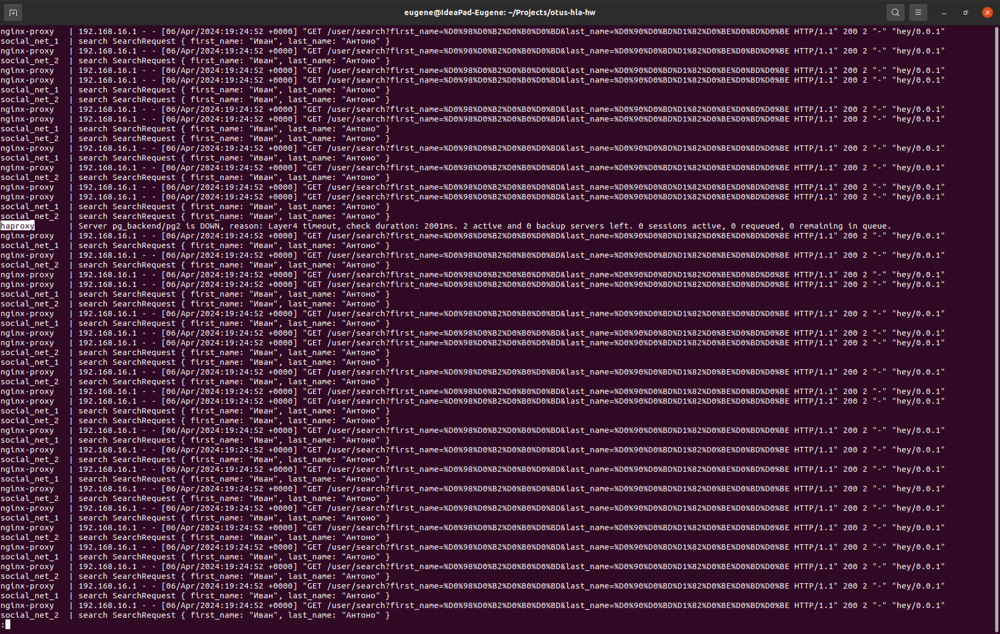 eugene@IdeaPad-Eugene: ~/Projects/otus-hla-hw
nginx-proxy   | 192.168.16.1 - - [06/Apr/2024:19:24:52 +0000] "GET /user/search?first_name=%D0%98%D0%B2%D0%B0%D0%BD&last_name=%D0%90%D0%BD%D1%82%D0%BE%D0%BD%D0%BE HTTP/1.1" 200 2 "-" "hey/0.0.1"
social_net_1  | search SearchRequest { first_name: "Иван", last_name: "Антоно" }
nginx-proxy   | 192.168.16.1 - - [06/Apr/2024:19:24:52 +0000] "GET /user/search?first_name=%D0%98%D0%B2%D0%B0%D0%BD&last_name=%D0%90%D0%BD%D1%82%D0%BE%D0%BD%D0%BE HTTP/1.1" 200 2 "-" "hey/0.0.1"
social_net_2  | search SearchRequest { first_name: "Иван", last_name: "Антоно" }
nginx-proxy   | 192.168.16.1 - - [06/Apr/2024:19:24:52 +0000] "GET /user/search?first_name=%D0%98%D0%B2%D0%B0%D0%BD&last_name=%D0%90%D0%BD%D1%82%D0%BE%D0%BD%D0%BE HTTP/1.1" 200 2 "-" "hey/0.0.1"
nginx-proxy   | 192.168.16.1 - - [06/Apr/2024:19:24:52 +0000] "GET /user/search?first_name=%D0%98%D0%B2%D0%B0%D0%BD&last_name=%D0%90%D0%BD%D1%82%D0%BE%D0%BD%D0%BE HTTP/1.1" 200 2 "-" "hey/0.0.1"
social_net_1  | search SearchRequest { first_name: "Иван", last_name: "Антоно" }
social_net_2  | search SearchRequest { first_name: "Иван", last_name: "Антоно" }
nginx-proxy   | 192.168.16.1 - - [06/Apr/2024:19:24:52 +0000] "GET /user/search?first_name=%D0%98%D0%B2%D0%B0%D0%BD&last_name=%D0%90%D0%BD%D1%82%D0%BE%D0%BD%D0%BE HTTP/1.1" 200 2 "-" "hey/0.0.1"
nginx-proxy   | 192.168.16.1 - - [06/Apr/2024:19:24:52 +0000] "GET /user/search?first_name=%D0%98%D0%B2%D0%B0%D0%BD&last_name=%D0%90%D0%BD%D1%82%D0%BE%D0%BD%D0%BE HTTP/1.1" 200 2 "-" "hey/0.0.1"
social_net_1  | search SearchRequest { first_name: "Иван", last_name: "Антоно" }
social_net_2  | search SearchRequest { first_name: "Иван", last_name: "Антоно" }
nginx-proxy   | 192.168.16.1 - - [06/Apr/2024:19:24:52 +0000] "GET /user/search?first_name=%D0%98%D0%B2%D0%B0%D0%BD&last_name=%D0%90%D0%BD%D1%82%D0%BE%D0%BD%D0%BE HTTP/1.1" 200 2 "-" "hey/0.0.1"
social_net_1  | search SearchRequest { first_name: "Иван", last_name: "Антоно" }
nginx-proxy   | 192.168.16.1 - - [06/Apr/2024:19:24:52 +0000] "GET /user/search?first_name=%D0%98%D0%B2%D0%B0%D0%BD&last_name=%D0%90%D0%BD%D1%82%D0%BE%D0%BD%D0%BE HTTP/1.1" 200 2 "-" "hey/0.0.1"
social_net_2  | search SearchRequest { first_name: "Иван", last_name: "Антоно" }
nginx-proxy   | 192.168.16.1 - - [06/Apr/2024:19:24:52 +0000] "GET /user/search?first_name=%D0%98%D0%B2%D0%B0%D0%BD&last_name=%D0%90%D0%BD%D1%82%D0%BE%D0%BD%D0%BE HTTP/1.1" 200 2 "-" "hey/0.0.1"
nginx-proxy   | 192.168.16.1 - - [06/Apr/2024:19:24:52 +0000] "GET /user/search?first_name=%D0%98%D0%B2%D0%B0%D0%BD&last_name=%D0%90%D0%BD%D1%82%D0%BE%D0%BD%D0%BE HTTP/1.1" 200 2 "-" "hey/0.0.1"
social_net_1  | search SearchRequest { first_name: "Иван", last_name: "Антоно" }
social_net_2  | search SearchRequest { first_name: "Иван", last_name: "Антоно" }
haproxy       | Server pg_backend/pg2 is DOWN, reason: Layer4 timeout, check duration: 2001ms. 2 active and 0 backup servers left. 0 sessions active, 0 requeued, 0 remaining in queue.
nginx-proxy   | 192.168.16.1 - - [06/Apr/2024:19:24:52 +0000] "GET /user/search?first_name=%D0%98%D0%B2%D0%B0%D0%BD&last_name=%D0%90%D0%BD%D1%82%D0%BE%D0%BD%D0%BE HTTP/1.1" 200 2 "-" "hey/0.0.1"
social_net_1  | search SearchRequest { first_name: "Иван", last_name: "Антоно" }
nginx-proxy   | 192.168.16.1 - - [06/Apr/2024:19:24:52 +0000] "GET /user/search?first_name=%D0%98%D0%B2%D0%B0%D0%BD&last_name=%D0%90%D0%BD%D1%82%D0%BE%D0%BD%D0%BE HTTP/1.1" 200 2 "-" "hey/0.0.1"
social_net_2  | search SearchRequest { first_name: "Иван", last_name: "Антоно" }
nginx-proxy   | 192.168.16.1 - - [06/Apr/2024:19:24:52 +0000] "GET /user/search?first_name=%D0%98%D0%B2%D0%B0%D0%BD&last_name=%D0%90%D0%BD%D1%82%D0%BE%D0%BD%D0%BE HTTP/1.1" 200 2 "-" "hey/0.0.1"
nginx-proxy   | 192.168.16.1 - - [06/Apr/2024:19:24:52 +0000] "GET /user/search?first_name=%D0%98%D0%B2%D0%B0%D0%BD&last_name=%D0%90%D0%BD%D1%82%D0%BE%D0%BD%D0%BE HTTP/1.1" 200 2 "-" "hey/0.0.1"
social_net_1  | search SearchRequest { first_name: "Иван", last_name: "Антоно" }
social_net_2  | search SearchRequest { first_name: "Иван", last_name: "Антоно" }
nginx-proxy   | 192.168.16.1 - - [06/Apr/2024:19:24:52 +0000] "GET /user/search?first_name=%D0%98%D0%B2%D0%B0%D0%BD&last_name=%D0%90%D0%BD%D1%82%D0%BE%D0%BD%D0%BE HTTP/1.1" 200 2 "-" "hey/0.0.1"
social_net_1  | search SearchRequest { first_name: "Иван", last_name: "Антоно" }
nginx-proxy   | 192.168.16.1 - - [06/Apr/2024:19:24:52 +0000] "GET /user/search?first_name=%D0%98%D0%B2%D0%B0%D0%BD&last_name=%D0%90%D0%BD%D1%82%D0%BE%D0%BD%D0%BE HTTP/1.1" 200 2 "-" "hey/0.0.1"
nginx-proxy   | 192.168.16.1 - - [06/Apr/2024:19:24:52 +0000] "GET /user/search?first_name=%D0%98%D0%B2%D0%B0%D0%BD&last_name=%D0%90%D0%BD%D1%82%D0%BE%D0%BD%D0%BE HTTP/1.1" 200 2 "-" "hey/0.0.1"
social_net_2  | search SearchRequest { first_name: "Иван", last_name: "Антоно" }
social_net_1  | search SearchRequest { first_name: "Иван", last_name: "Антоно" }
nginx-proxy   | 192.168.16.1 - - [06/Apr/2024:19:24:52 +0000] "GET /user/search?first_name=%D0%98%D0%B2%D0%B0%D0%BD&last_name=%D0%90%D0%BD%D1%82%D0%BE%D0%BD%D0%BE HTTP/1.1" 200 2 "-" "hey/0.0.1"
social_net_2  | search SearchRequest { first_name: "Иван", last_name: "Антоно" }
nginx-proxy   | 192.168.16.1 - - [06/Apr/2024:19:24:52 +0000] "GET /user/search?first_name=%D0%98%D0%B2%D0%B0%D0%BD&last_name=%D0%90%D0%BD%D1%82%D0%BE%D0%BD%D0%BE HTTP/1.1" 200 2 "-" "hey/0.0.1"
nginx-proxy   | 192.168.16.1 - - [06/Apr/2024:19:24:52 +0000] "GET /user/search?first_name=%D0%98%D0%B2%D0%B0%D0%BD&last_name=%D0%90%D0%BD%D1%82%D0%BE%D0%BD%D0%BE HTTP/1.1" 200 2 "-" "hey/0.0.1"
social_net_1  | search SearchRequest { first_name: "Иван", last_name: "Антоно" }
social_net_2  | search SearchRequest { first_name: "Иван", last_name: "Антоно" }
nginx-proxy   | 192.168.16.1 - - [06/Apr/2024:19:24:52 +0000] "GET /user/search?first_name=%D0%98%D0%B2%D0%B0%D0%BD&last_name=%D0%90%D0%BD%D1%82%D0%BE%D0%BD%D0%BE HTTP/1.1" 200 2 "-" "hey/0.0.1"
social_net_1  | search SearchRequest { first_name: "Иван", last_name: "Антоно" }
nginx-proxy   | 192.168.16.1 - - [06/Apr/2024:19:24:52 +0000] "GET /user/search?first_name=%D0%98%D0%B2%D0%B0%D0%BD&last_name=%D0%90%D0%BD%D1%82%D0%BE%D0%BD%D0%BE HTTP/1.1" 200 2 "-" "hey/0.0.1"
social_net_2  | search SearchRequest { first_name: "Иван", last_name: "Антоно" }
nginx-proxy   | 192.168.16.1 - - [06/Apr/2024:19:24:52 +0000] "GET /user/search?first_name=%D0%98%D0%B2%D0%B0%D0%BD&last_name=%D0%90%D0%BD%D1%82%D0%BE%D0%BD%D0%BE HTTP/1.1" 200 2 "-" "hey/0.0.1"
social_net_1  | search SearchRequest { first_name: "Иван", last_name: "Антоно" }
nginx-proxy   | 192.168.16.1 - - [06/Apr/2024:19:24:52 +0000] "GET /user/search?first_name=%D0%98%D0%B2%D0%B0%D0%BD&last_name=%D0%90%D0%BD%D1%82%D0%BE%D0%BD%D0%BE HTTP/1.1" 200 2 "-" "hey/0.0.1"
social_net_2  | search SearchRequest { first_name: "Иван", last_name: "Антоно" }
nginx-proxy   | 192.168.16.1 - - [06/Apr/2024:19:24:52 +0000] "GET /user/search?first_name=%D0%98%D0%B2%D0%B0%D0%BD&last_name=%D0%90%D0%BD%D1%82%D0%BE%D0%BD%D0%BE HTTP/1.1" 200 2 "-" "hey/0.0.1"
social_net_1  | search SearchRequest { first_name: "Иван", last_name: "Антоно" }
nginx-proxy   | 192.168.16.1 - - [06/Apr/2024:19:24:52 +0000] "GET /user/search?first_name=%D0%98%D0%B2%D0%B0%D0%BD&last_name=%D0%90%D0%BD%D1%82%D0%BE%D0%BD%D0%BE HTTP/1.1" 200 2 "-" "hey/0.0.1"
social_net_2  | search SearchRequest { first_name: "Иван", last_name: "Антоно" }
nginx-proxy   | 192.168.16.1 - - [06/Apr/2024:19:24:52 +0000] "GET /user/search?first_name=%D0%98%D0%B2%D0%B0%D0%BD&last_name=%D0%90%D0%BD%D1%82%D0%BE%D0%BD%D0%BE HTTP/1.1" 200 2 "-" "hey/0.0.1"
social_net_1  | search SearchRequest { first_name: "Иван", last_name: "Антоно" }
nginx-proxy   | 192.168.16.1 - - [06/Apr/2024:19:24:52 +0000] "GET /user/search?first_name=%D0%98%D0%B2%D0%B0%D0%BD&last_name=%D0%90%D0%BD%D1%82%D0%BE%D0%BD%D0%BE HTTP/1.1" 200 2 "-" "hey/0.0.1"
social_net_2  | search SearchRequest { first_name: "Иван", last_name: "Антоно" }
nginx-proxy   | 192.168.16.1 - - [06/Apr/2024:19:24:52 +0000] "GET /user/search?first_name=%D0%98%D0%B2%D0%B0%D0%BD&last_name=%D0%90%D0%BD%D1%82%D0%BE%D0%BD%D0%BE HTTP/1.1" 200 2 "-" "hey/0.0.1"
social_net_1  | search SearchRequest { first_name: "Иван", last_name: "Антоно" }
nginx-proxy   | 192.168.16.1 - - [06/Apr/2024:19:24:52 +0000] "GET /user/search?first_name=%D0%98%D0%B2%D0%B0%D0%BD&last_name=%D0%90%D0%BD%D1%82%D0%BE%D0%BD%D0%BE HTTP/1.1" 200 2 "-" "hey/0.0.1"
social_net_2  | search SearchRequest { first_name: "Иван", last_name: "Антоно" }
: